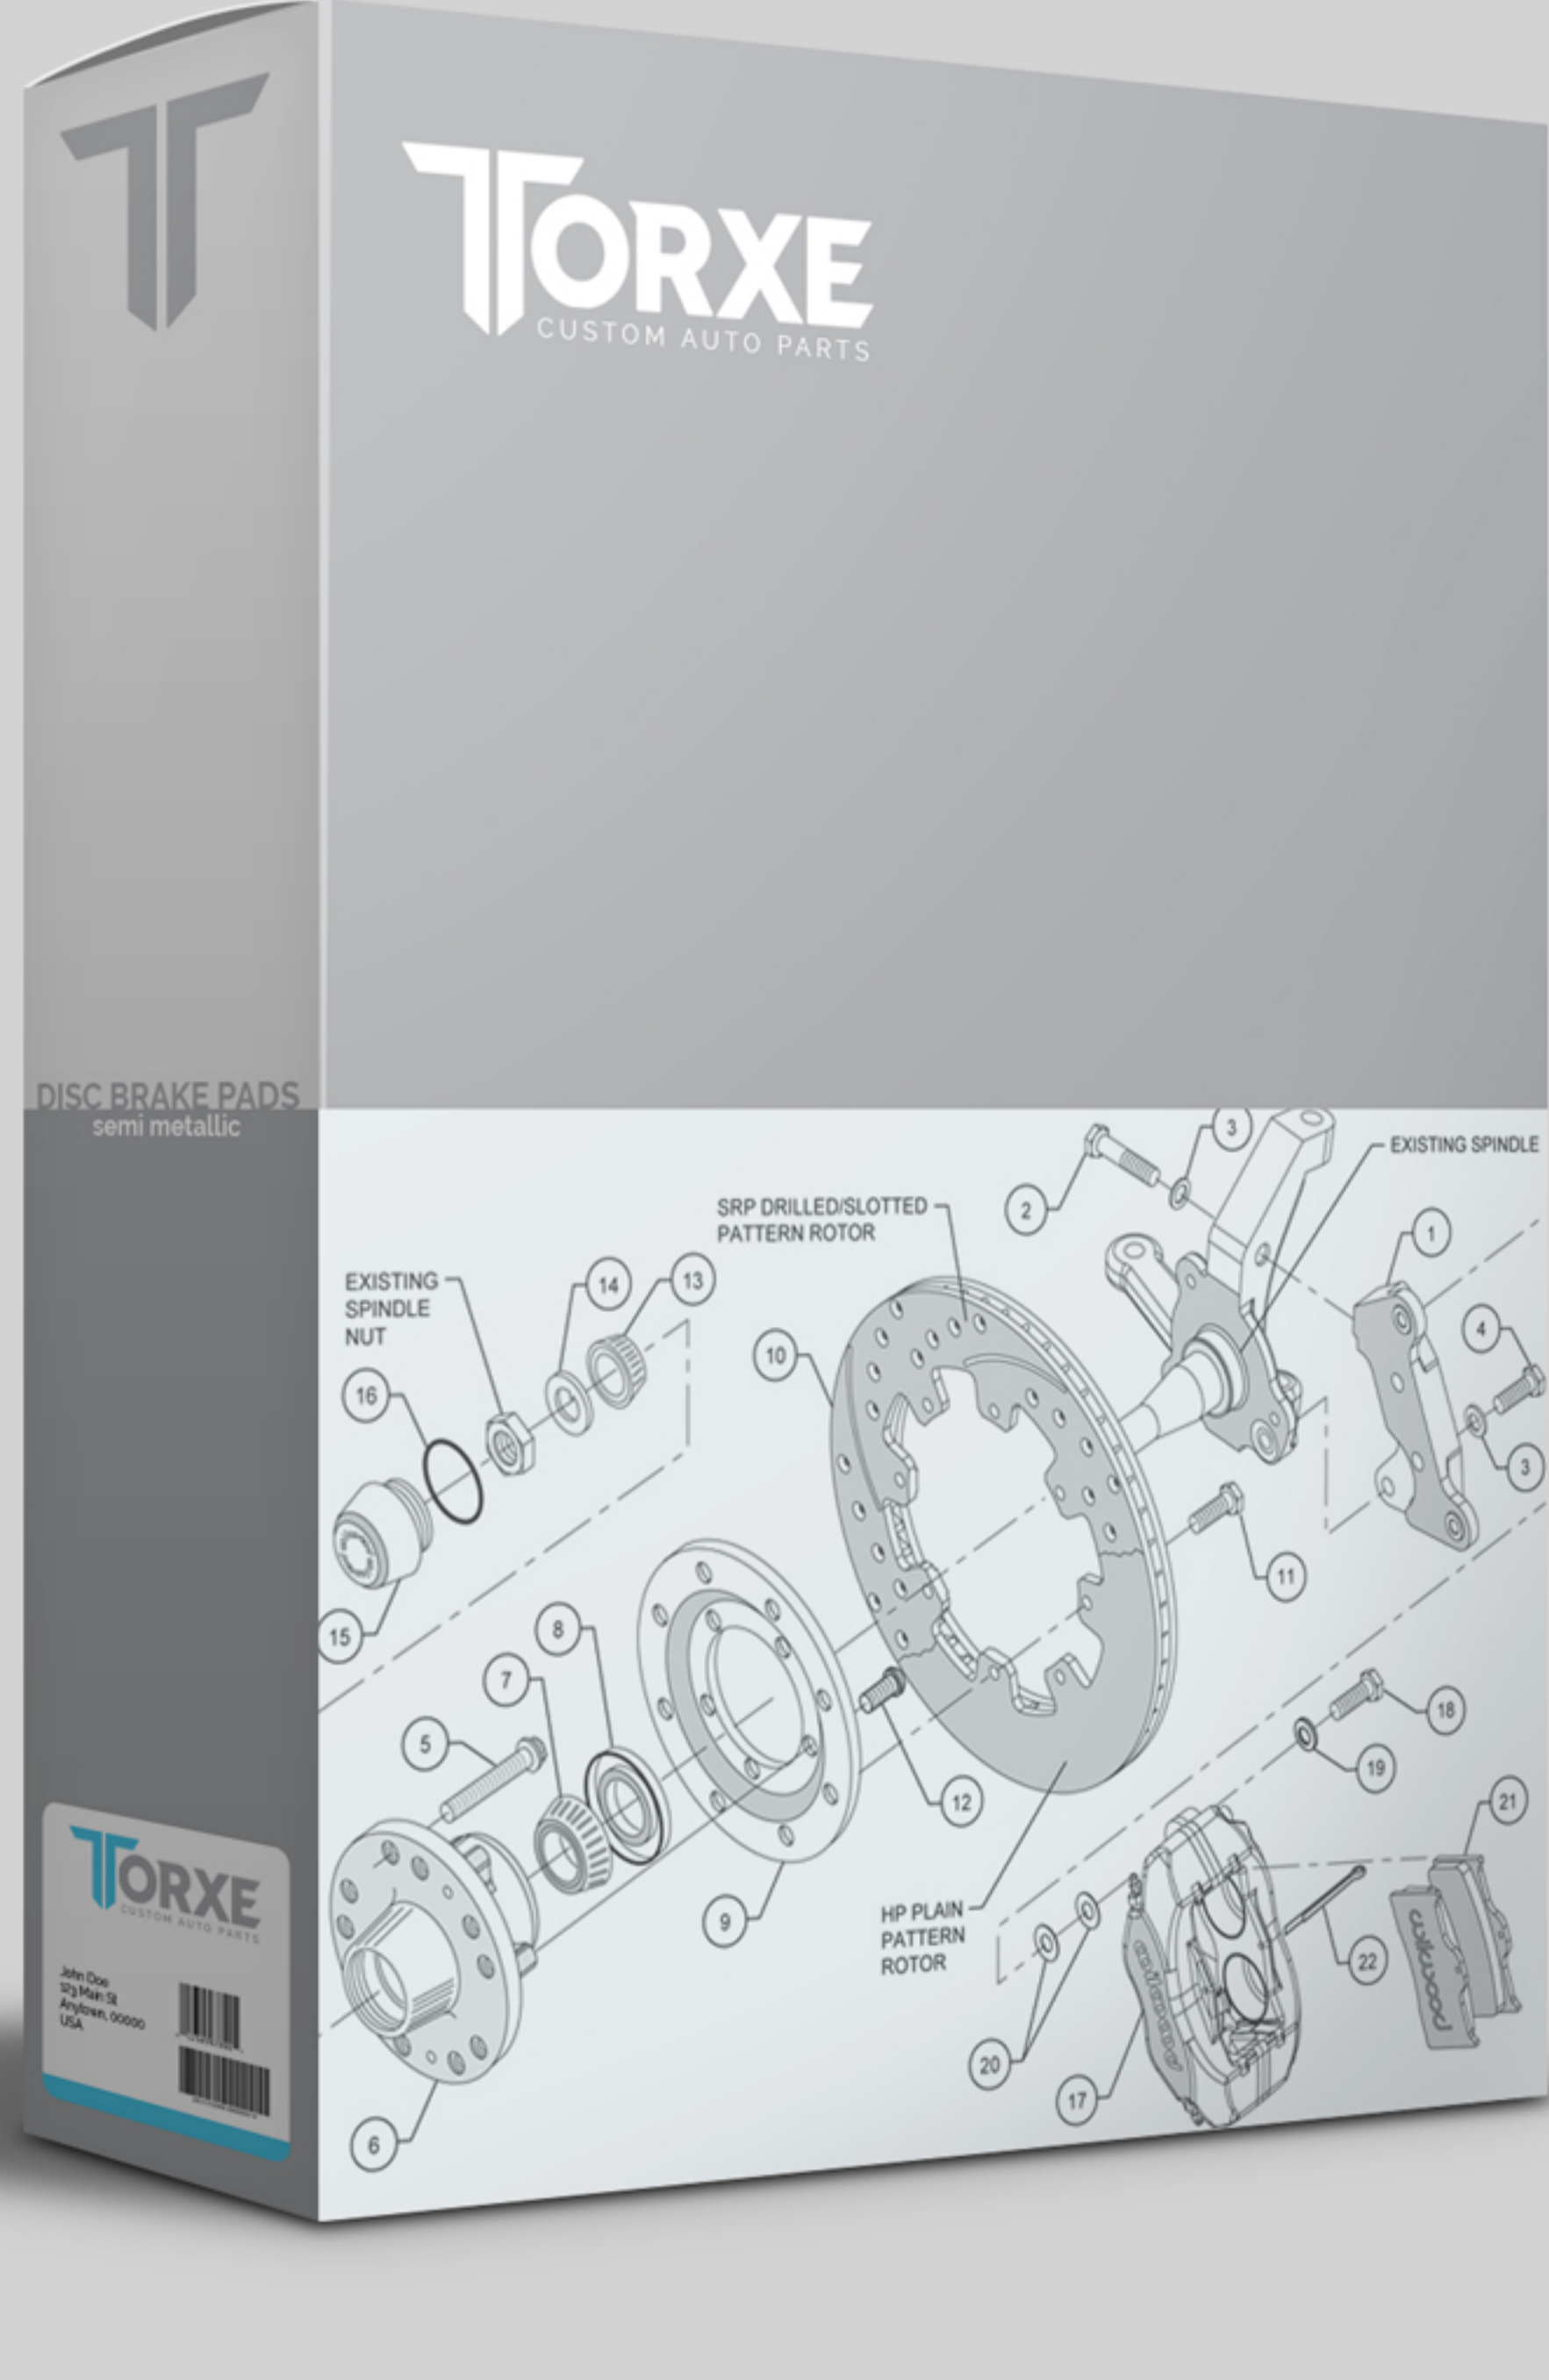 TORXE
CUSTOM AUTO PARTS
DISC BRAKE PADS
semi metallic
TORXE
CUSTOM AUTO PARTS
John Doe
123 Main St
Anytown, 00000
USA
3
EXISTING SPINDLE
2
SRP DRILLED/SLOTTED
PATTERN ROTOR
1
EXISTING
SPINDLE
NUT
14
13
4
10
16
3
11
15
8
7
5
18
19
12
21
9
HP PLAIN
PATTERN
ROTOR
22
wilwood
wilwood
20
17
6